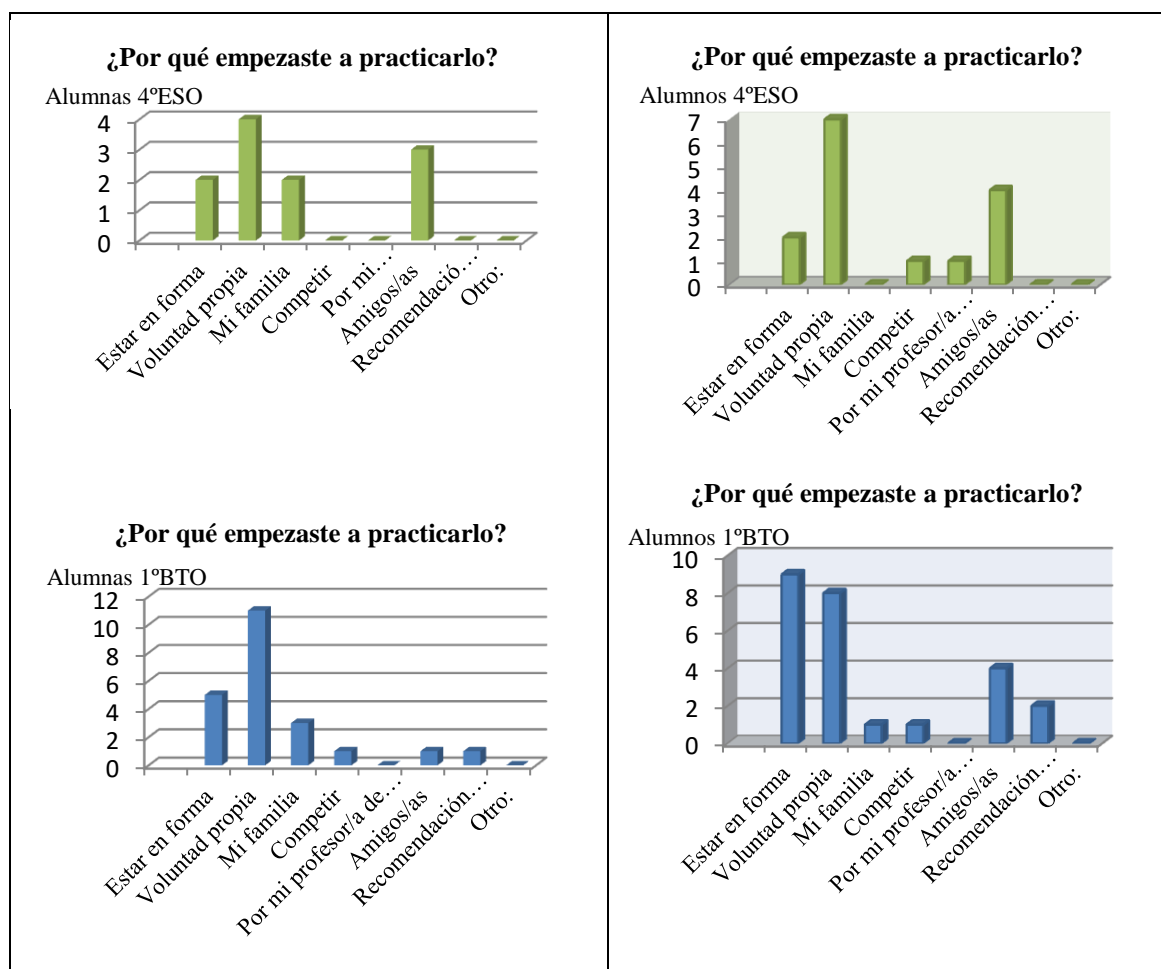 ¿Por qué empezaste a practicarlo?
Alumnas 4ºESO
4
3
2
1
0
Estar en forma
Voluntad propia
Mi familia
Competir
Por mi…
Amigos/as
Recomendació…
Otro:
¿Por qué empezaste a practicarlo?
Alumnos 4ºESO
7
6
5
4
3
2
1
0
Estar en forma
Voluntad propia
Mi familia
Competir
Por mi profesor/a…
Amigos/as
Recomendación…
Otro:
¿Por qué empezaste a practicarlo?
Alumnas 1ºBTO
12
10
8
6
4
2
0
Estar en forma
Voluntad propia
Mi familia
Competir
Por mi profesor/a de…
Amigos/as
Recomendación…
Otro:
¿Por qué empezaste a practicarlo?
Alumnos 1ºBTO
10
8
6
4
2
0
Estar en forma
Voluntad propia
Mi familia
Competir
Por mi profesor/a…
Amigos/as
Recomendación…
Otro: